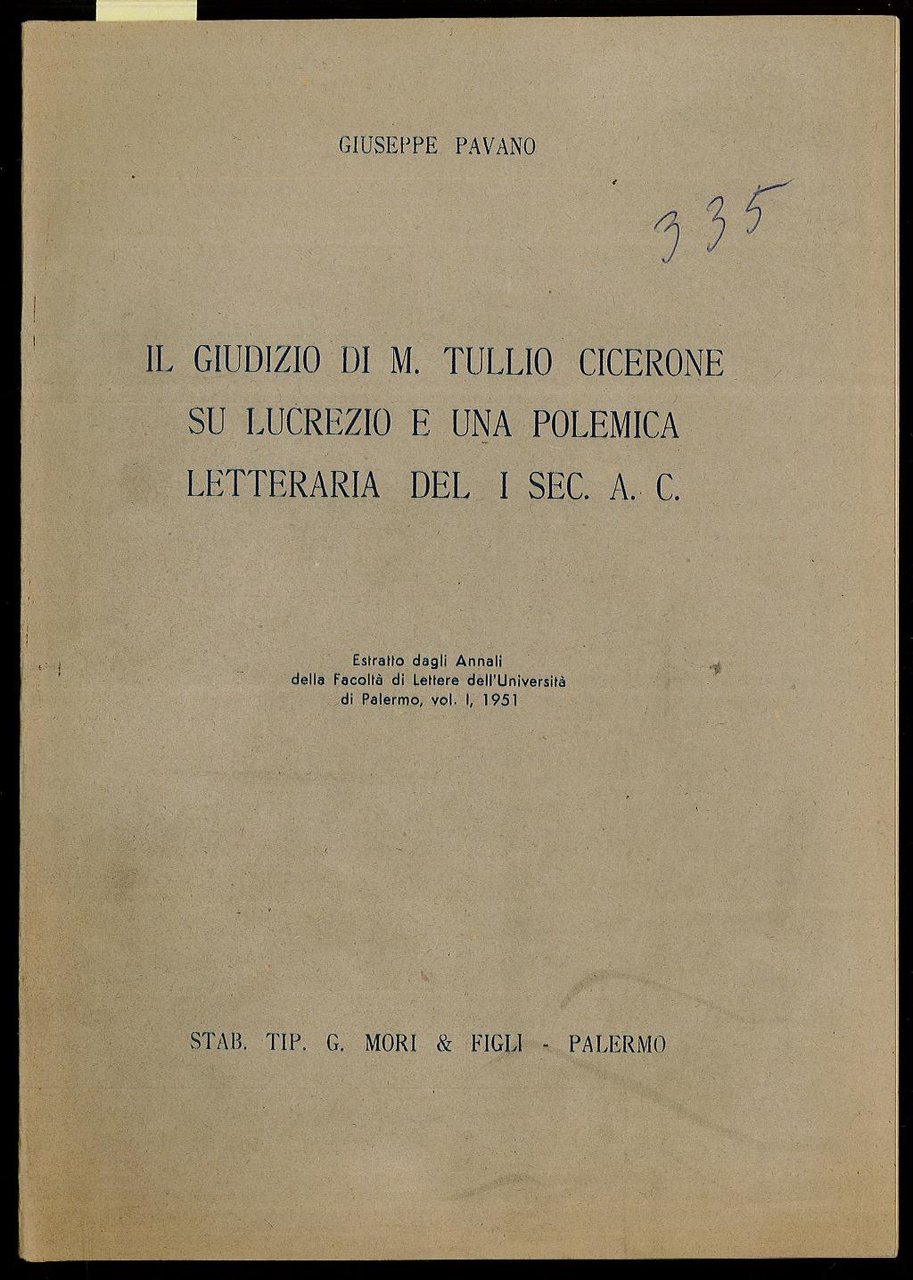 GIUSEPPE PAVANO
335
IL GIUDIZIO DI M. TULLIO CICERONE
SU LUCREZIO E UNA POLEMICA
LETTERARIA DEL I SEC. A. C.
Estratto dagli Annali
della Facoltà di Lettere dell'Università
di Palermo, vol. I, 1951
STAB. TIP. G. MORI & FIGLI - PALERMO